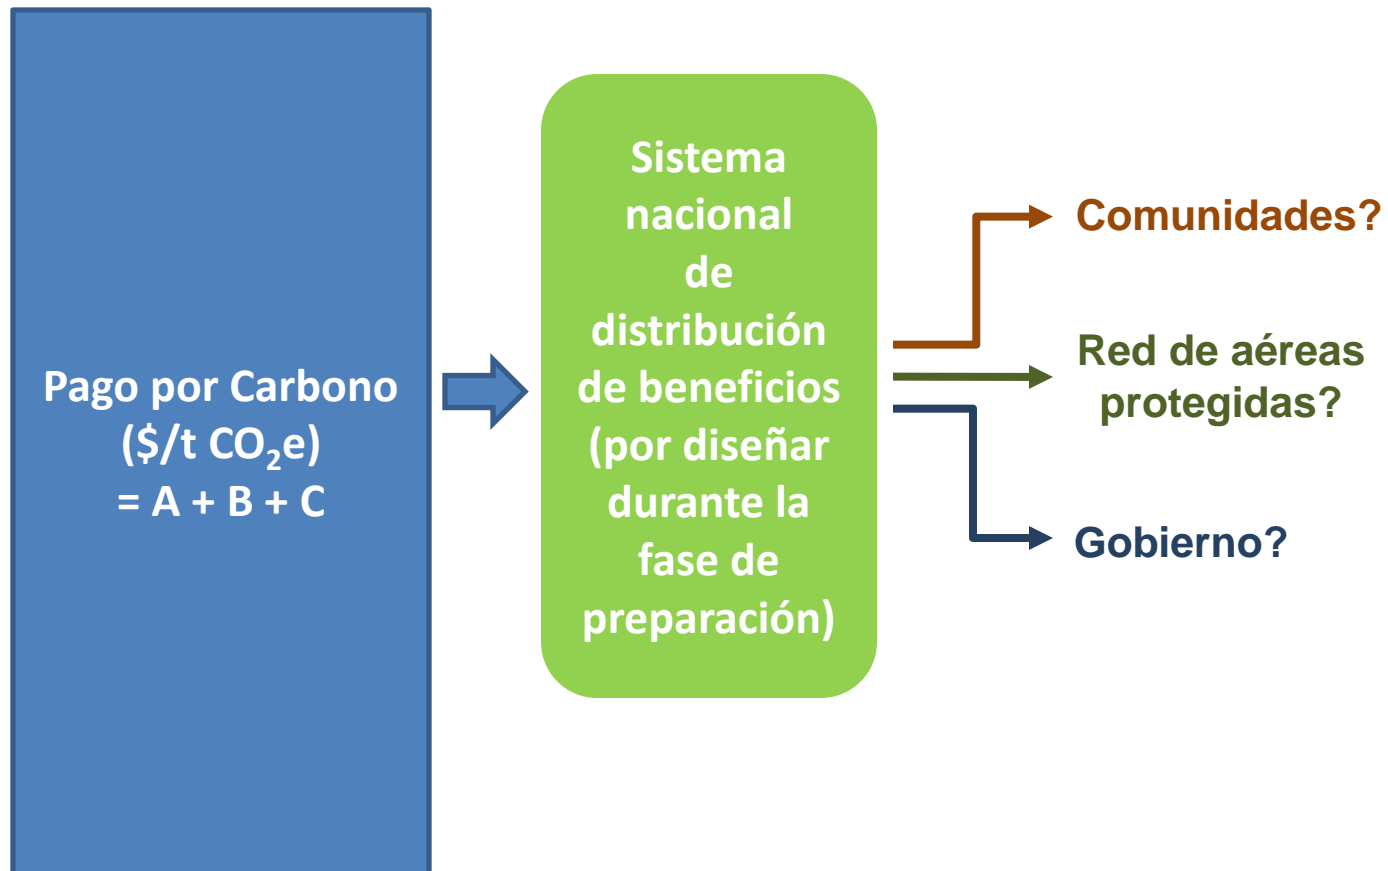 Pago por Carbono
($/t CO₂e)
= A + B + C
Sistema
nacional
de
distribución
de beneficios
(por diseñar
durante la
fase de
preparación)
Comunidades?
Red de aéreas
protegidas?
Gobierno?